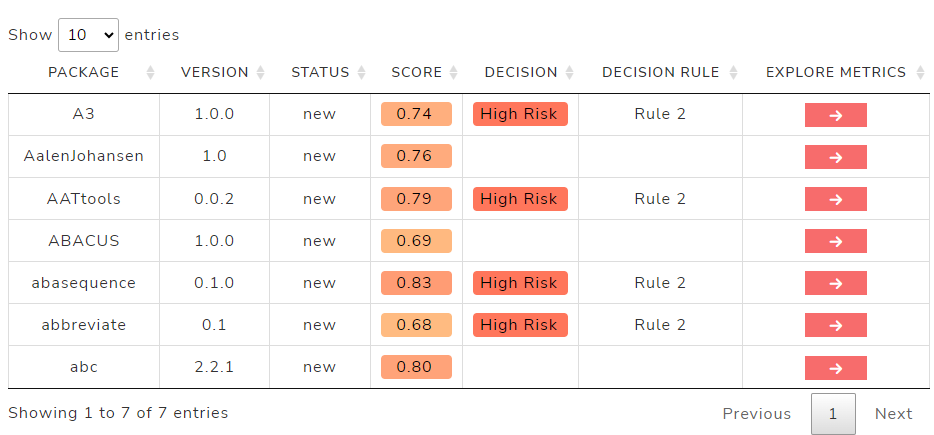 Show 10 entries
PACKAGE VERSION STATUS SCORE DECISION DECISION RULE EXPLORE METRICS
A3 1.0.0 new 0.74 High Risk Rule 2 →
AalenJohansen 1.0 new 0.76 →
AATtools 0.0.2 new 0.79 High Risk Rule 2 →
ABACUS 1.0.0 new 0.69 →
abasequence 0.1.0 new 0.83 High Risk Rule 2 →
abbreviate 0.1 new 0.68 High Risk Rule 2 →
abc 2.2.1 new 0.80 →
Showing 1 to 7 of 7 entries Previous 1 Next